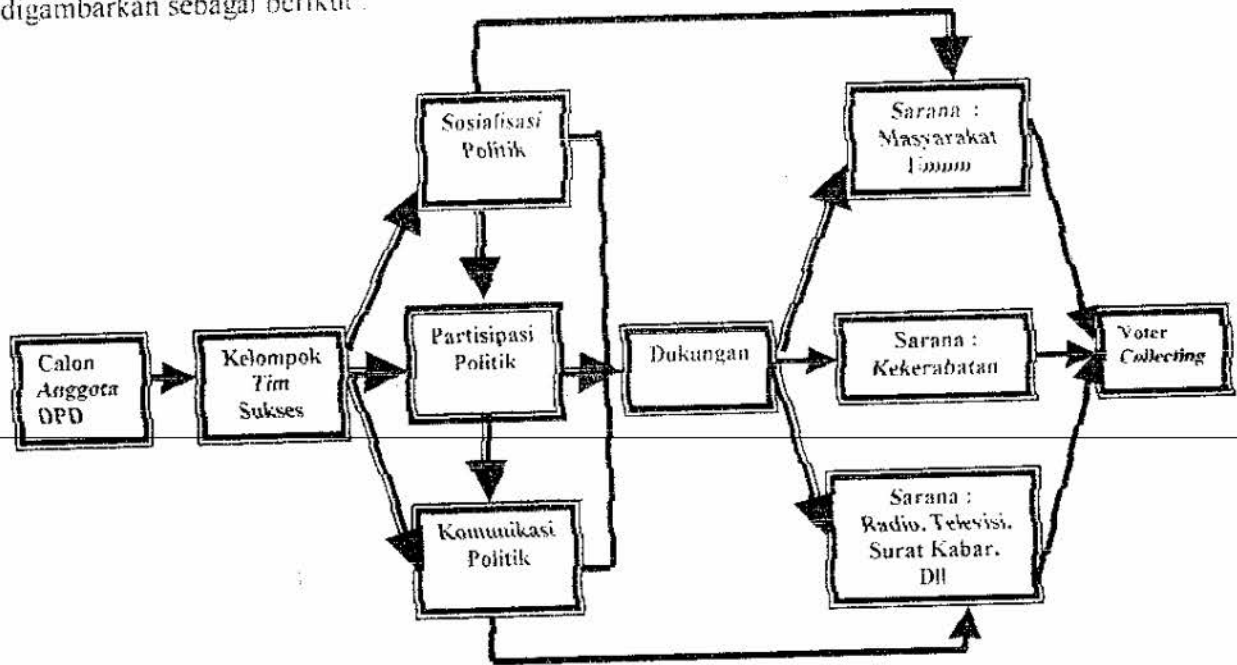 digambarkan sebagai berikut :
Sosialisasi
Politik
Sarana :
Masyarakat
Umum
Calon
Anggota
DPD
Kelompok
Tim
Sukses
Partisipasi
Politik
Dukungan
Sarana :
Kekerabatan
Voter
Collecting
Komunikasi
Politik
Sarana :
Radio, Televisi,
Surat Kabar,
Dll